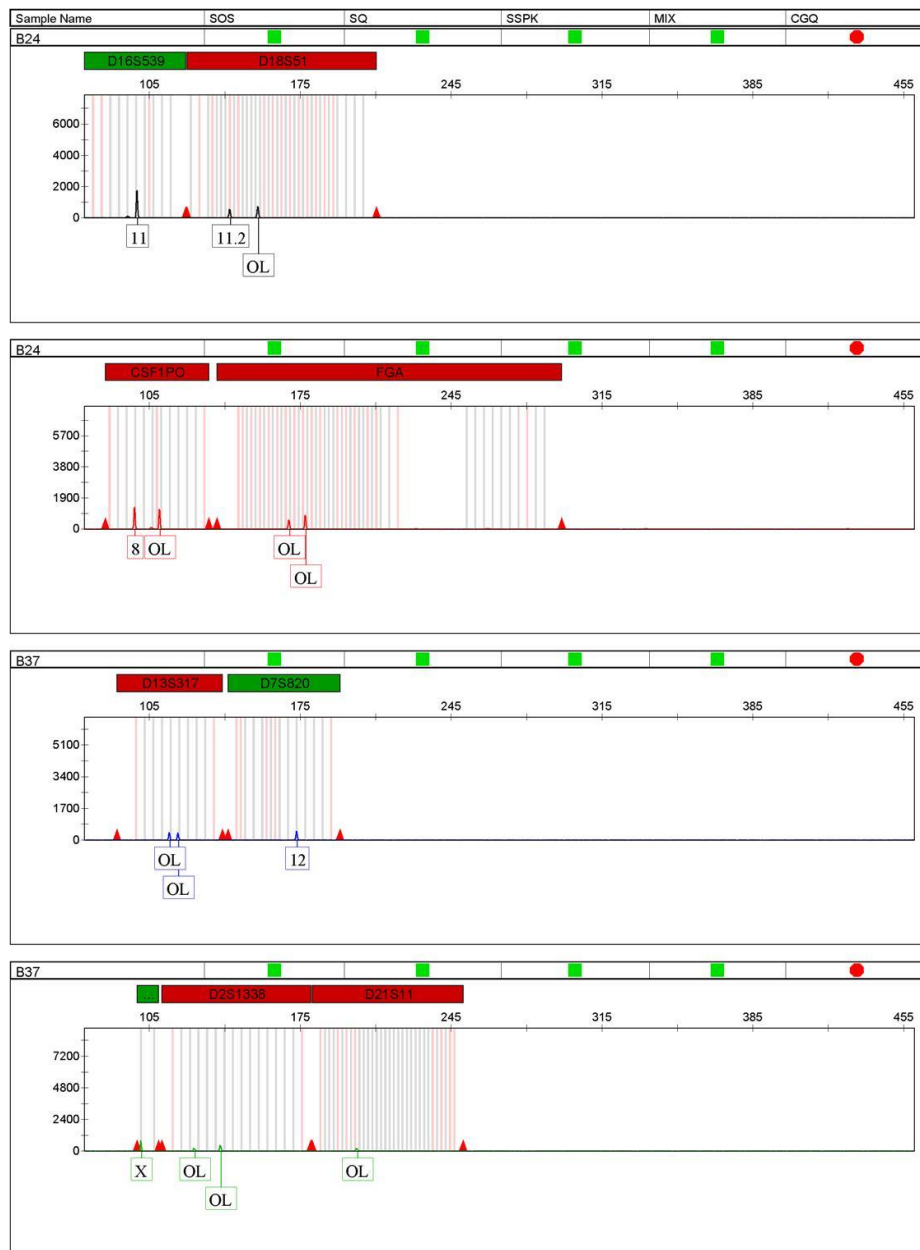 Sample Name SOS SQ SSPK MIX CGQ
B24
D16S539 D18S51
105 175 245 315 385 455
6000
4000
2000
0
11 11.2
OL
B24
CSF1PO FGA
105 175 245 315 385 455
5700
3800
1900
0
8 OL OL
OL
B37
D13S317 D7S820
105 175 245 315 385 455
5100
3400
1700
0
OL 12
OL
B37
... D2S1338 D21S11
105 175 245 315 385 455
7200
4800
2400
0
X OL OL
OL